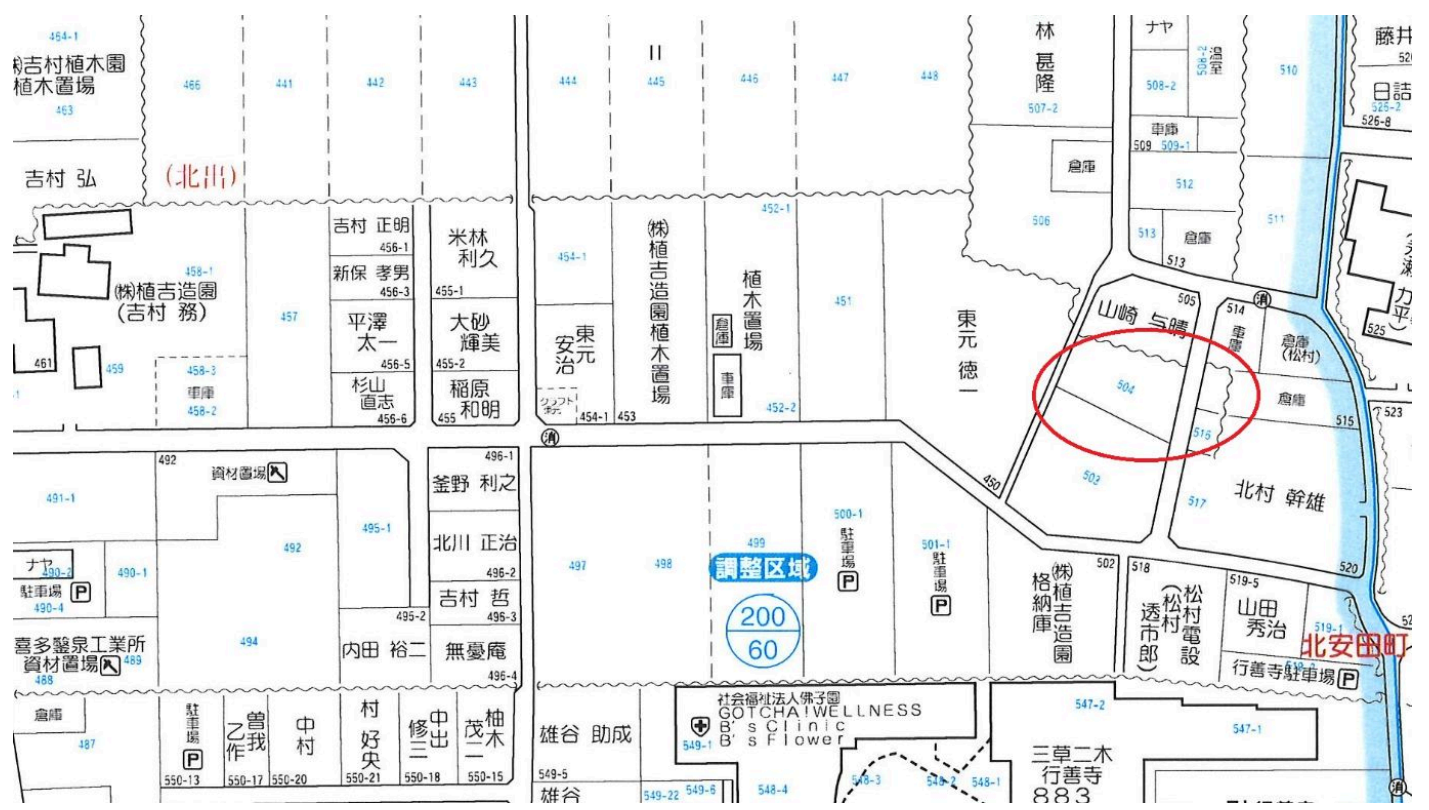 464-1
㈱吉村植木園
植木置場
463
466
441
442
443
444
445
446
447
448
林 甚隆
507-2
ナヤ
508-2
温室
508-2
510
藤井
日詰
525-2
526-8
車庫
509
509-1
倉庫
512
吉村 弘
(北出)
506
511
513
倉庫
513
吉村 正明
456-1
新保 孝男
456-3
平澤
太一
456-5
杉山
直志
456-6
米林
利久
455-1
大砂
輝美
455-2
稲原
和明
455
458-1
㈱植吉造園
(吉村 務)
457
461
459
458-3
車庫
458-2
454-1
東元
安治
454-1
453
㈱植吉造園植木置場
452-1
植木置場
倉庫
車庫
452-2
451
東元 徳一
505
山崎 与晴
消
514
車庫
倉庫
(松村)
525
504
倉庫
515
523
516
503
517
北村 幹雄
消
450
492
資材置場
491-1
492
495-1
496-1
釜野 利之
北川 正治
496-2
吉村 哲
496-3
無憂庵
496-4
497
498
499
調整区域
200
60
500-1
駐車場
P
501-1
駐車場
P
502
㈱植吉造園
格納庫
518
松村電設
(松村
透市郎)
519-5
山田
秀治
519-1
520
北安田町
行善寺駐車場 P
ナヤ
490-2
490-1
駐車場 P
490-4
喜多鑿泉工業所
資材置場
489
488
494
495-2
内田 裕二
倉庫
487
駐車場
P
550-13
曽我
乙作
550-17
中村
550-20
村 好央
550-21
中出
修三
550-18
柚木
茂二
550-15
雄谷 助成
549-5
雄谷
549-22
549-6
549-1
社会福祉法人佛子園
GOTCHA!WELLNESS
B's Clinic
B's Flower
548-4
548-3
548-2
548-1
547-2
547-1
三草二木
行善寺
883
消